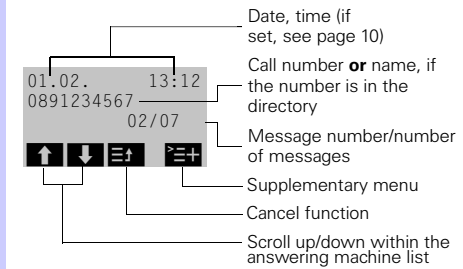 Date, time (if
set, see page 10)
Call number or name, if
the number is in the
directory
01.02. 13:12
0891234567
02/07
Message number/number
of messages
Supplementary menu
Cancel function
Scroll up/down within the
answering machine list